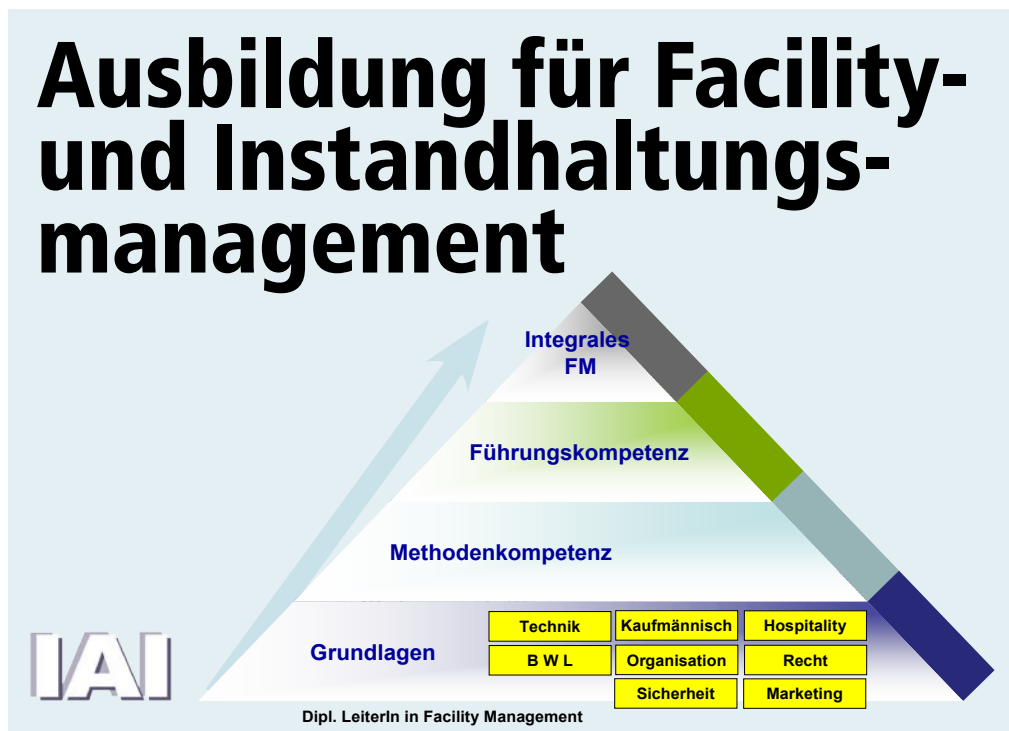 Ausbildung für Facility-
und Instandhaltungs-
management
Integrales
FM
Führungskompetenz
Methodenkompetenz
Grundlagen
Technik Kaufmännisch Hospitality
B W L Organisation Recht
Sicherheit Marketing
IAI
Dipl. LeiterIn in Facility Management